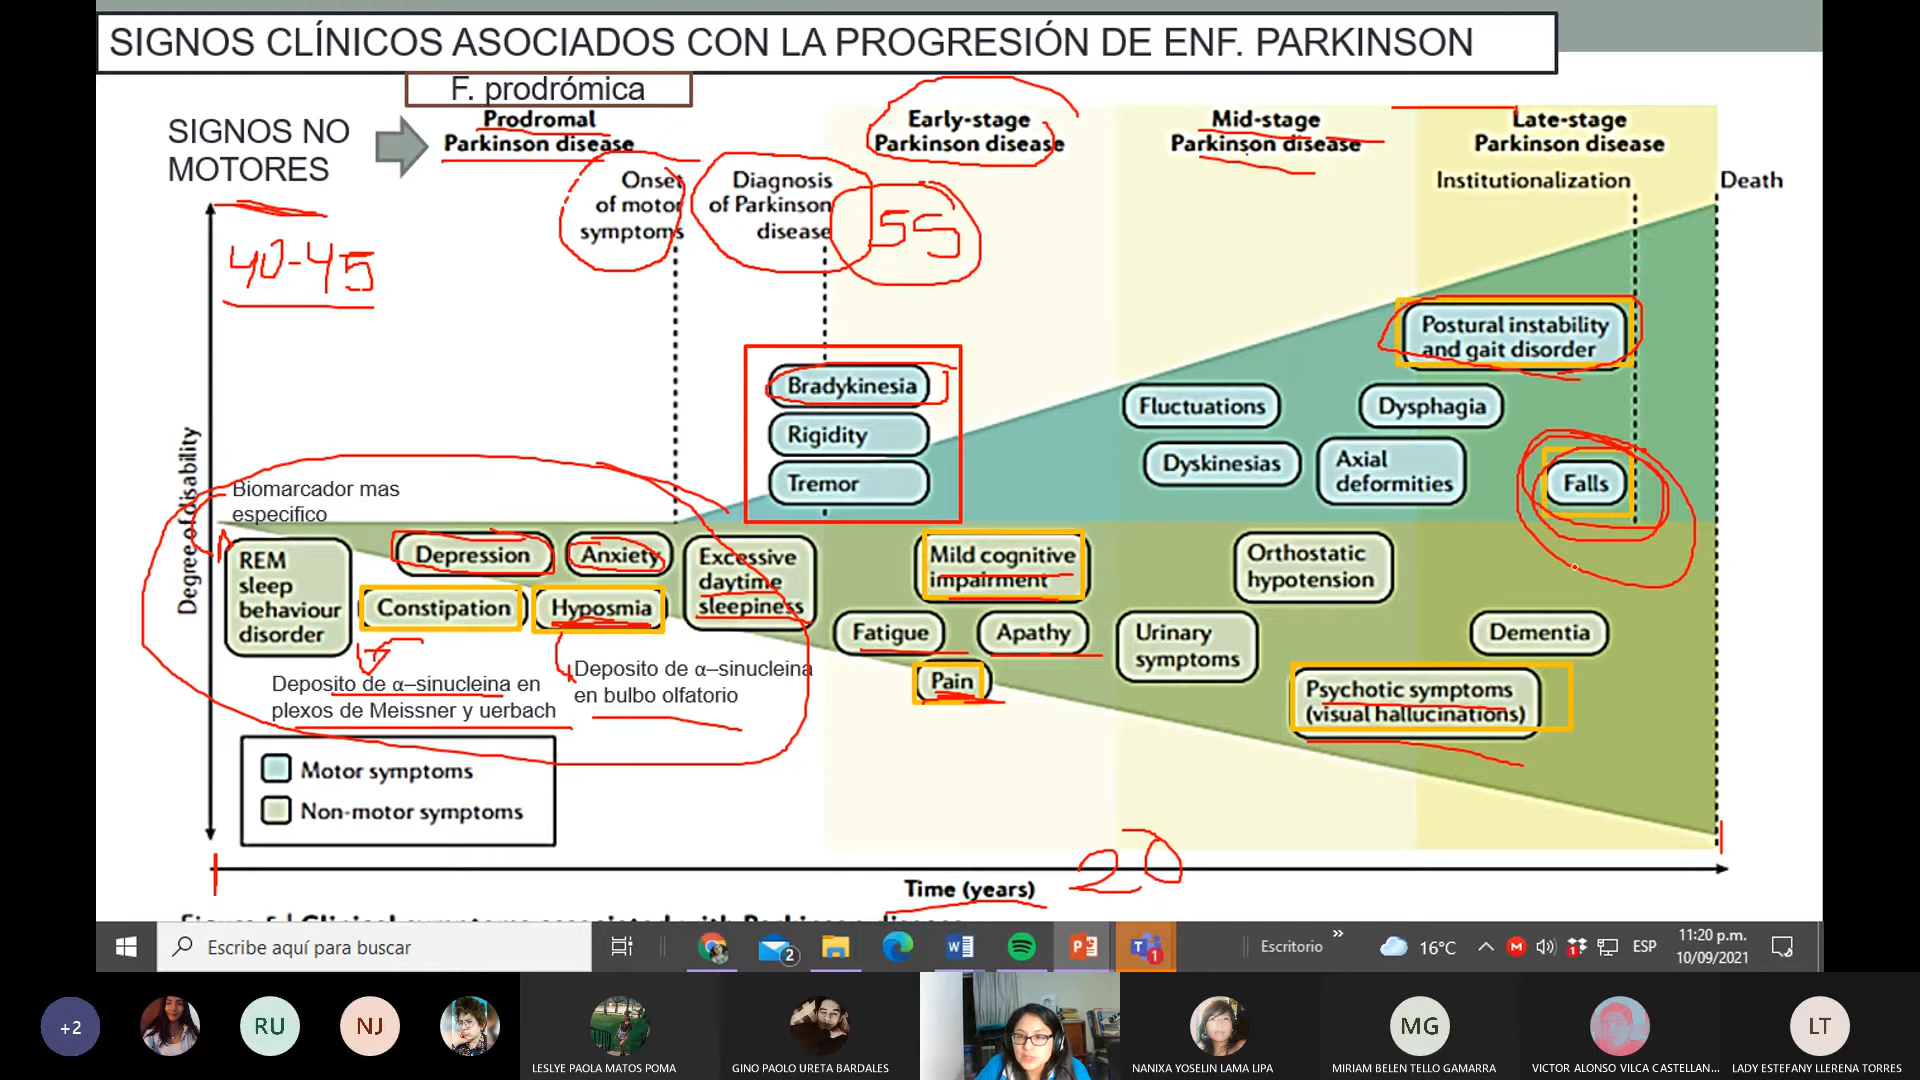 SIGNOS CLÍNICOS ASOCIADOS CON LA PROGRESIÓN DE ENF. PARKINSON
F. prodrómica
SIGNOS NO
MOTORES
Prodromal
Parkinson disease
Early-stage
Parkinson disease
Mid-stage
Parkinson disease
Late-stage
Parkinson disease
Onset
of motor
symptoms
Diagnosis
of Parkinson
disease
55
Institutionalization
Death
40-45
Degree of disability
Postural instability
and gait disorder
Bradykinesia
Rigidity
Tremor
Fluctuations
Dysphagia
Dyskinesias
Axial
deformities
Falls
Biomarcador mas
especifico
REM
sleep
behaviour
disorder
Depression
Anxiety
Constipation
Hyposmia
Excessive
daytime
sleepiness
Mild cognitive
impairment
Orthostatic
hypotension
Fatigue
Apathy
Pain
Urinary
symptoms
Dementia
Psychotic symptoms
(visual hallucinations)
Deposito de α–sinucleina en
plexos de Meissner y uerbach
Deposito de α–sinucleina
en bulbo olfatorio
Motor symptoms
Non-motor symptoms
20
Time (years)
Escribe aquí para buscar
2
1
Escritorio
16°C
ESP
11:20 p.m.
10/09/2021
+2
RU
NJ
MG
LT
LESLYE PAOLA MATOS POMA
GINO PAOLO URETA BARDALES
NANIXA YOSELIN LAMA LIPA
MIRIAM BELEN TELLO GAMARRA
VICTOR ALONSO VILCA CASTELLAN...
LADY ESTEFANY LLERENA TORRES